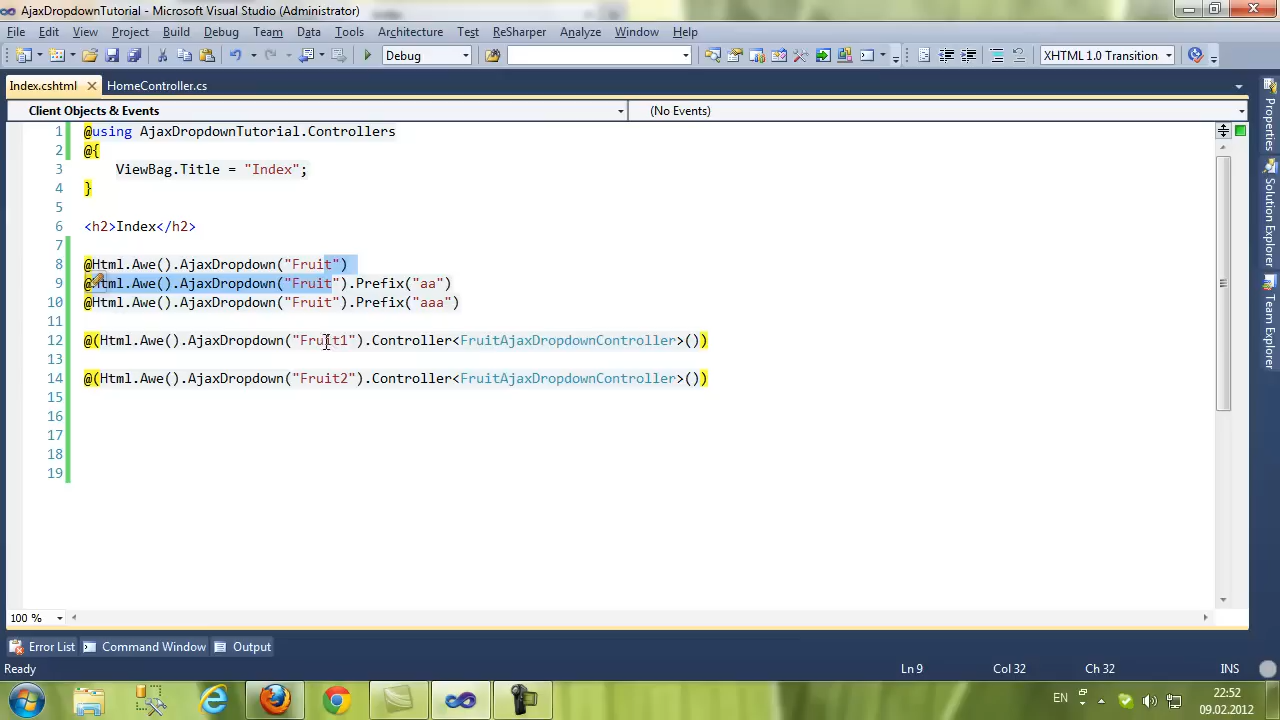 AjaxDropdownTutorial - Microsoft Visual Studio (Administrator)
File Edit View Project Build Debug Team Data Tools Architecture Test ReSharper Analyze Window Help
Debug XHTML 1.0 Transition
Index.cshtml HomeController.cs
Client Objects & Events (No Events)
1 @using AjaxDropdownTutorial.Controllers
2 @{
3 ViewBag.Title = "Index";
4 }
5
6 <h2>Index</h2>
7
8 @Html.Awe().AjaxDropdown("Fruit")
9 @Html.Awe().AjaxDropdown("Fruit").Prefix("aa")
10 @Html.Awe().AjaxDropdown("Fruit").Prefix("aaa")
11
12 @(Html.Awe().AjaxDropdown("Fruit1").Controller<FruitAjaxDropdownController>())
13
14 @(Html.Awe().AjaxDropdown("Fruit2").Controller<FruitAjaxDropdownController>())
15
16
17
18
19
Properties
Solution Explorer
Team Explorer
100 %
Error List Command Window Output
Ready Ln 9 Col 32 Ch 32 INS
EN 22:52
09.02.2012